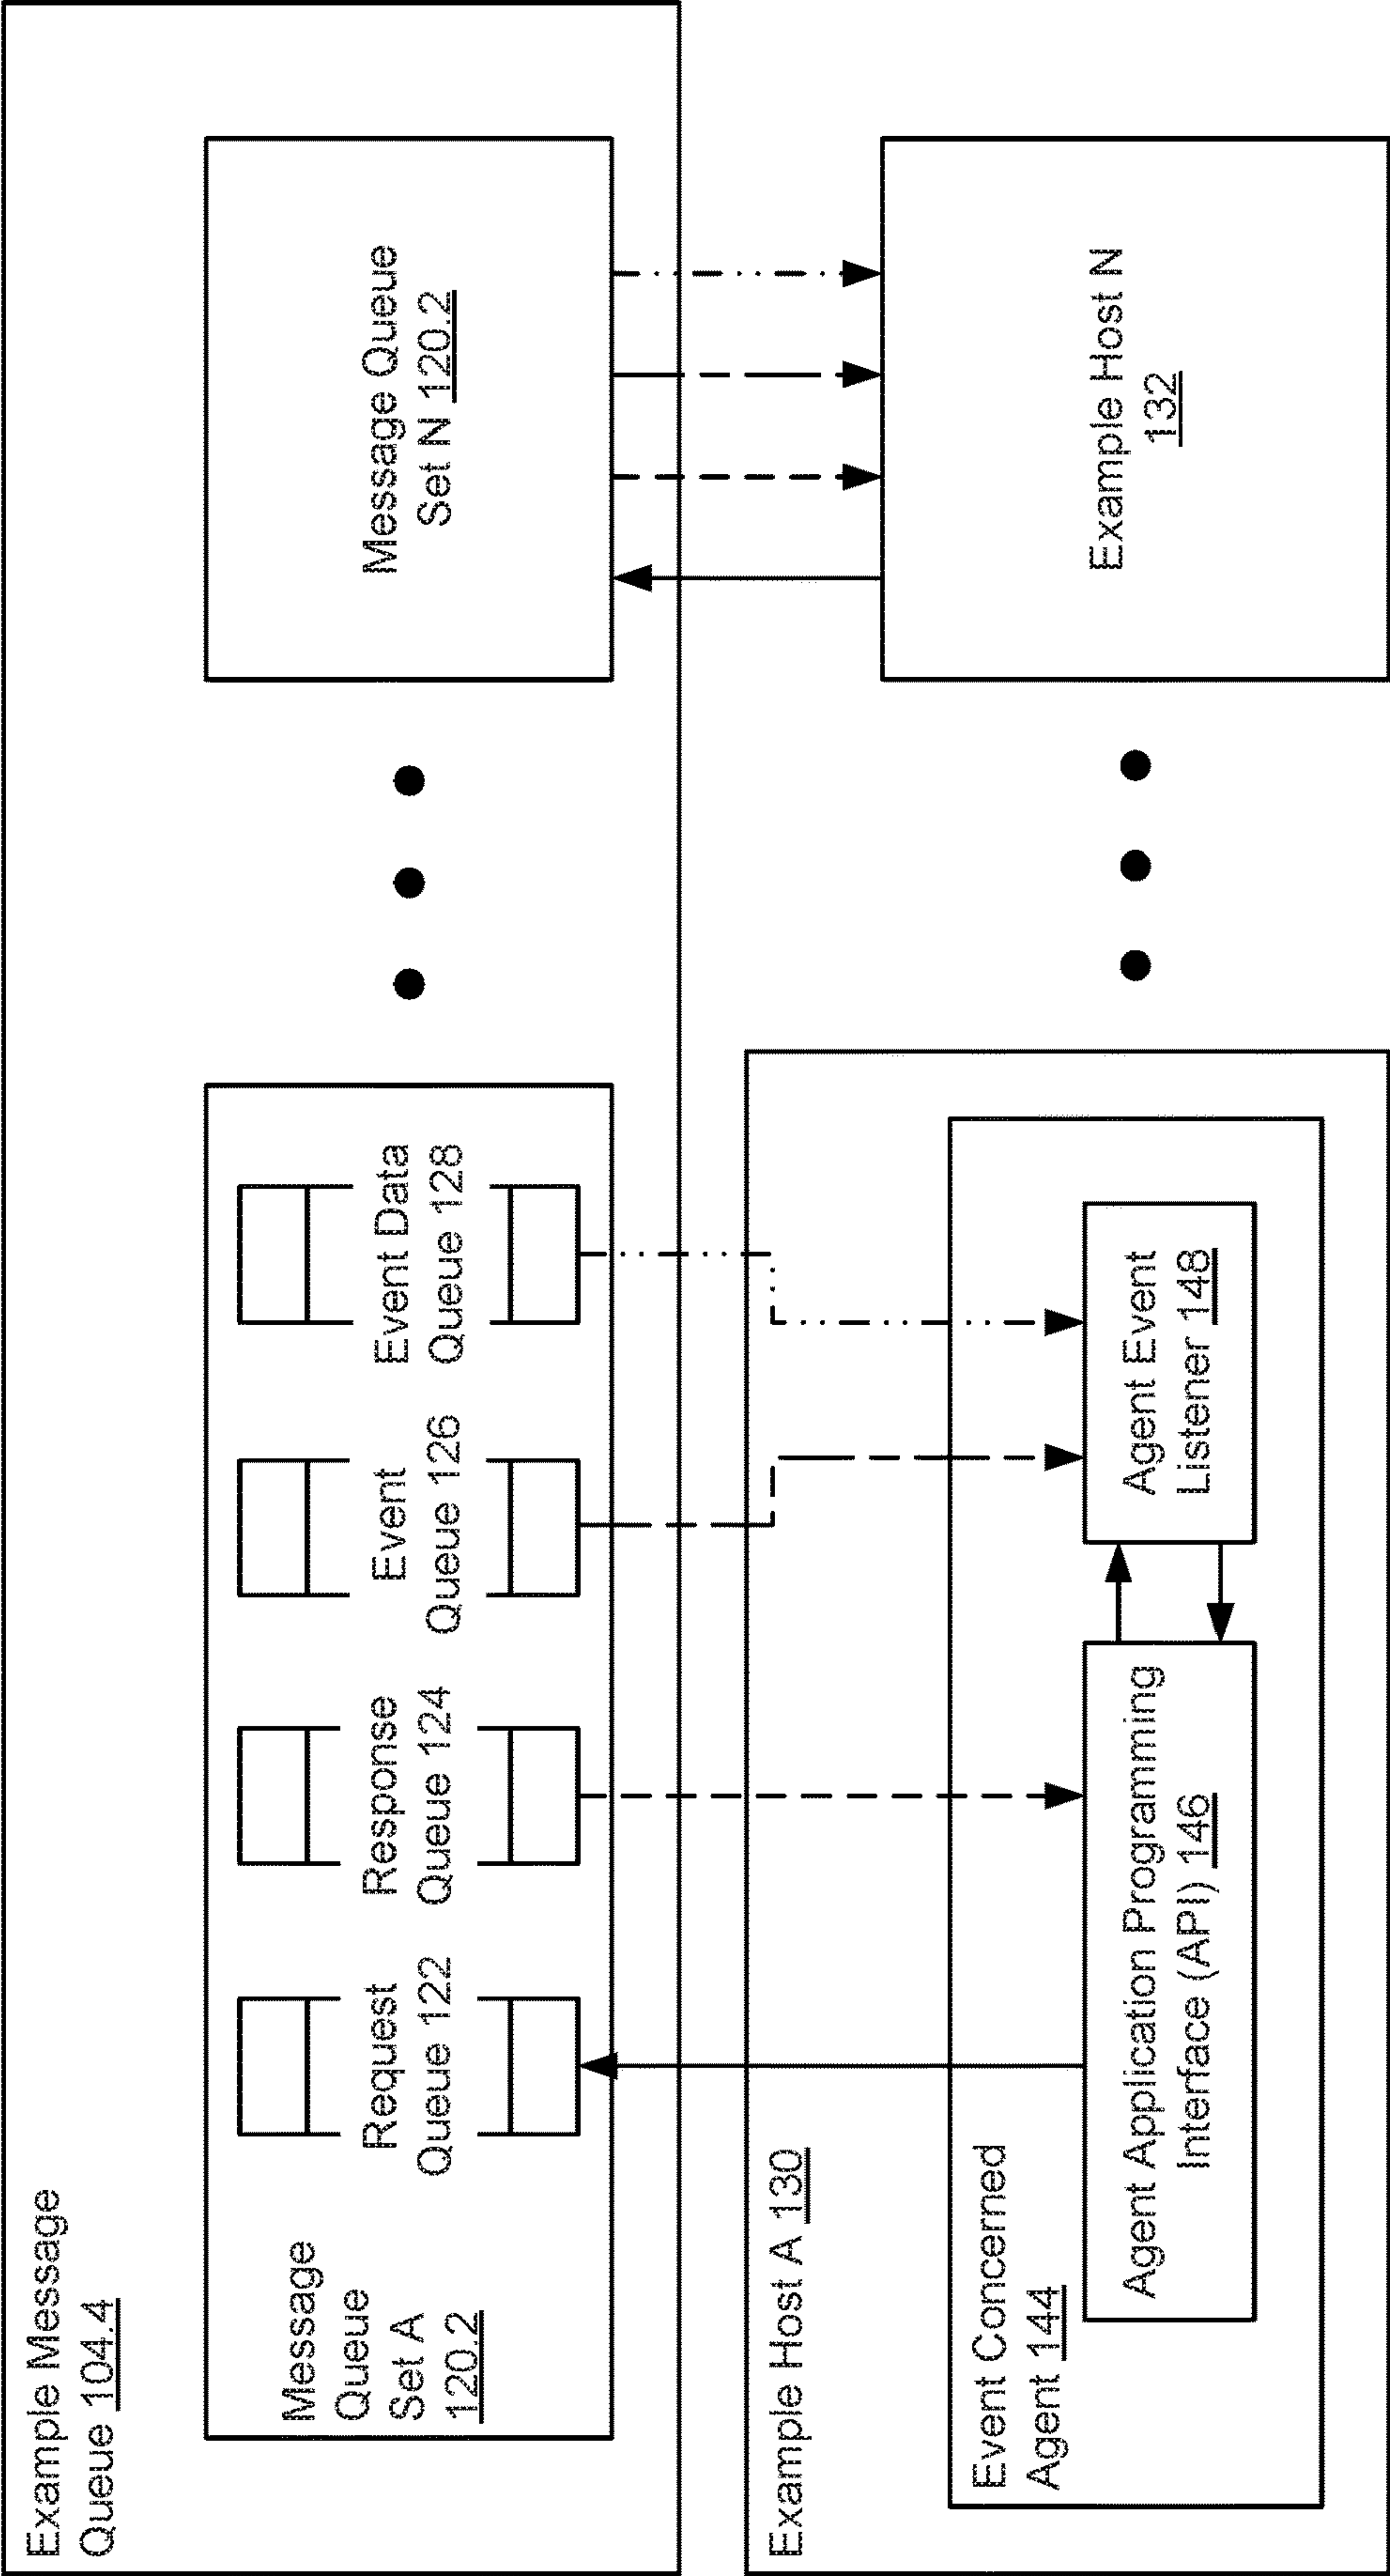 Example Message
Queue 104.4
Message
Queue
Set A
120.2
Request
Queue 122
Response
Queue 124
Event
Queue 126
Event Data
Queue 128
Message Queue
Set N 120.2
Example Host A 130
Event Concerned
Agent 144
Agent Application Programming
Interface (API) 146
Agent Event
Listener 148
Example Host N
132